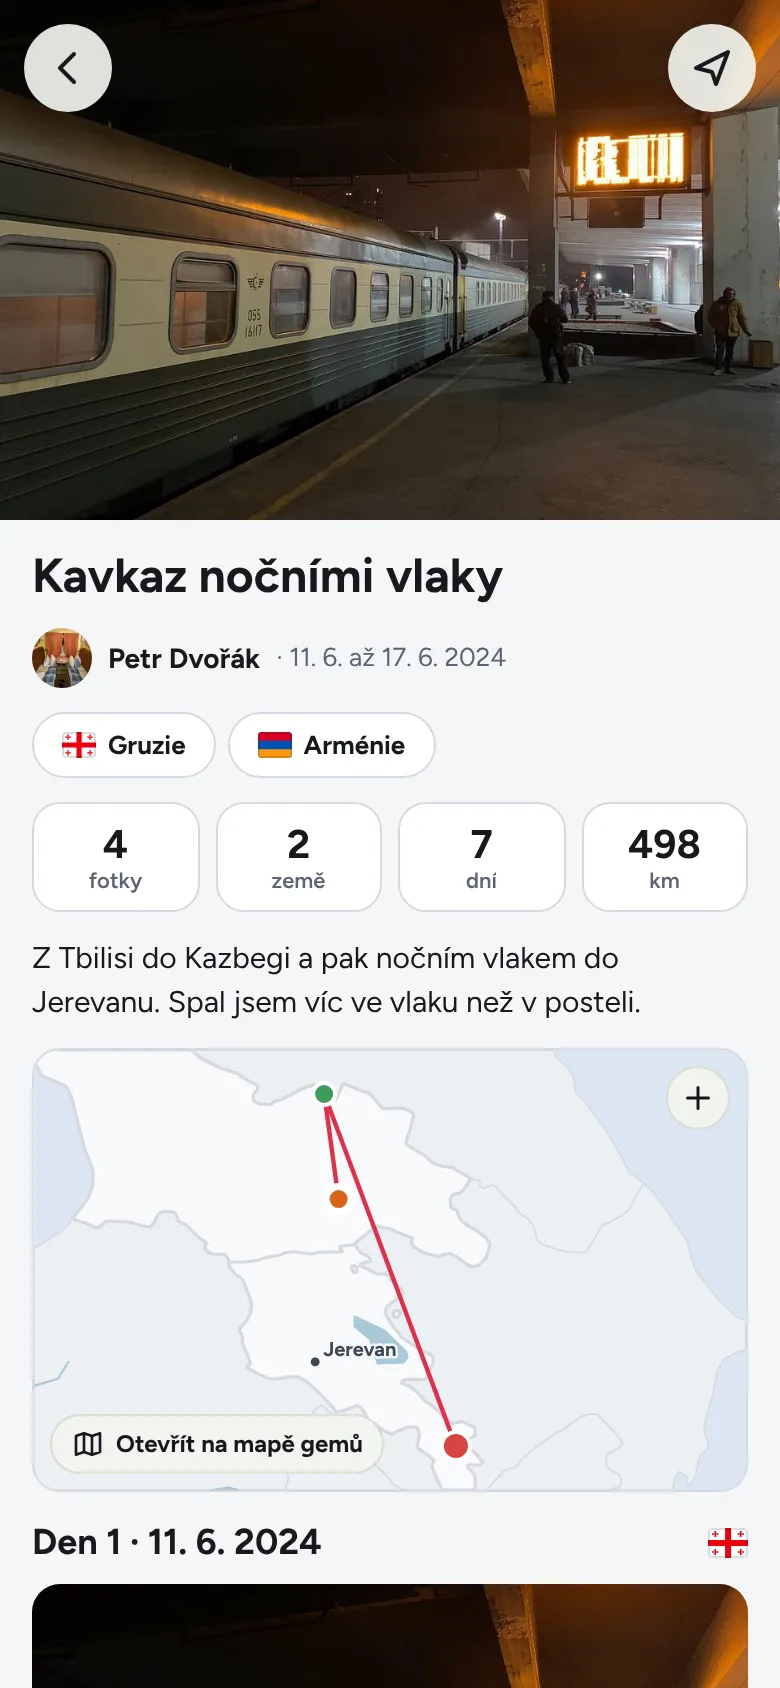 055
16117
Kavkaz nočními vlaky
Petr Dvořák · 11. 6. až 17. 6. 2024
Gruzie Arménie
4 2 7 498
fotky země dní km
Z Tbilisi do Kazbegi a pak nočním vlakem do
Jerevanu. Spal jsem víc ve vlaku než v posteli.
Jerevan
Otevřít na mapě gemů
Den 1 · 11. 6. 2024